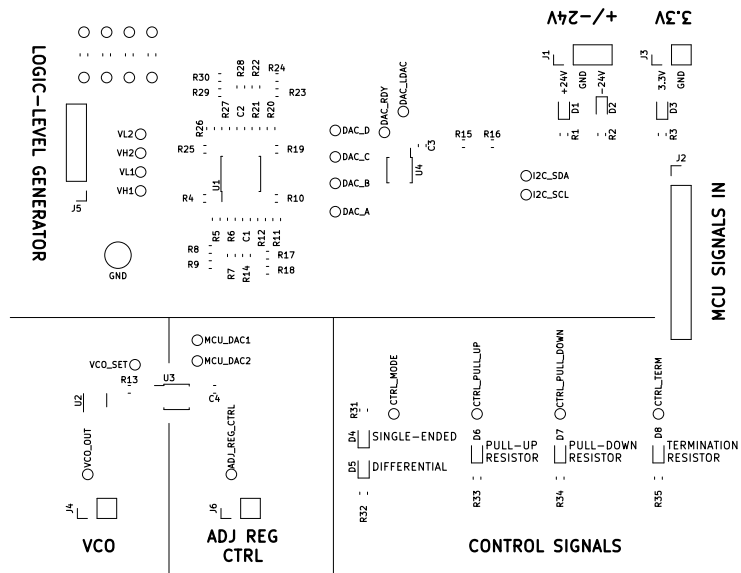 +/-24V
3.3V
LOGIC-LEVEL GENERATOR
J1
GND
+24V
-24V
J3
3.3V
GND
R28
R22
R24
R30
R29
R23
R27
C2
R21
R20
R26
DAC_RDY
DAC_LDAC
D1
D2
D3
R1
R2
R3
VL2
VH2
VL1
VH1
J5
R25
R19
U1
R4
R10
DAC_D
DAC_C
DAC_B
DAC_A
U4
C3
R15
R16
I2C_SDA
I2C_SCL
J2
MCU SIGNALS IN
R5
R6
C1
R12
R11
R8
R9
R7
R14
R17
R18
GND
MCU_DAC1
MCU_DAC2
VCO_SET
R13
U3
U2
C4
VCO_OUT
ADJ_REG_CTRL
J4
J6
VCO
ADJ REG
CTRL
CTRL_MODE
CTRL_PULL_UP
CTRL_PULL_DOWN
CTRL_TERM
R31
D4
SINGLE-ENDED
D5
DIFFERENTIAL
R32
D6
PULL-UP
RESISTOR
R33
D7
PULL-DOWN
RESISTOR
R34
D8
TERMINATION
RESISTOR
R35
CONTROL SIGNALS